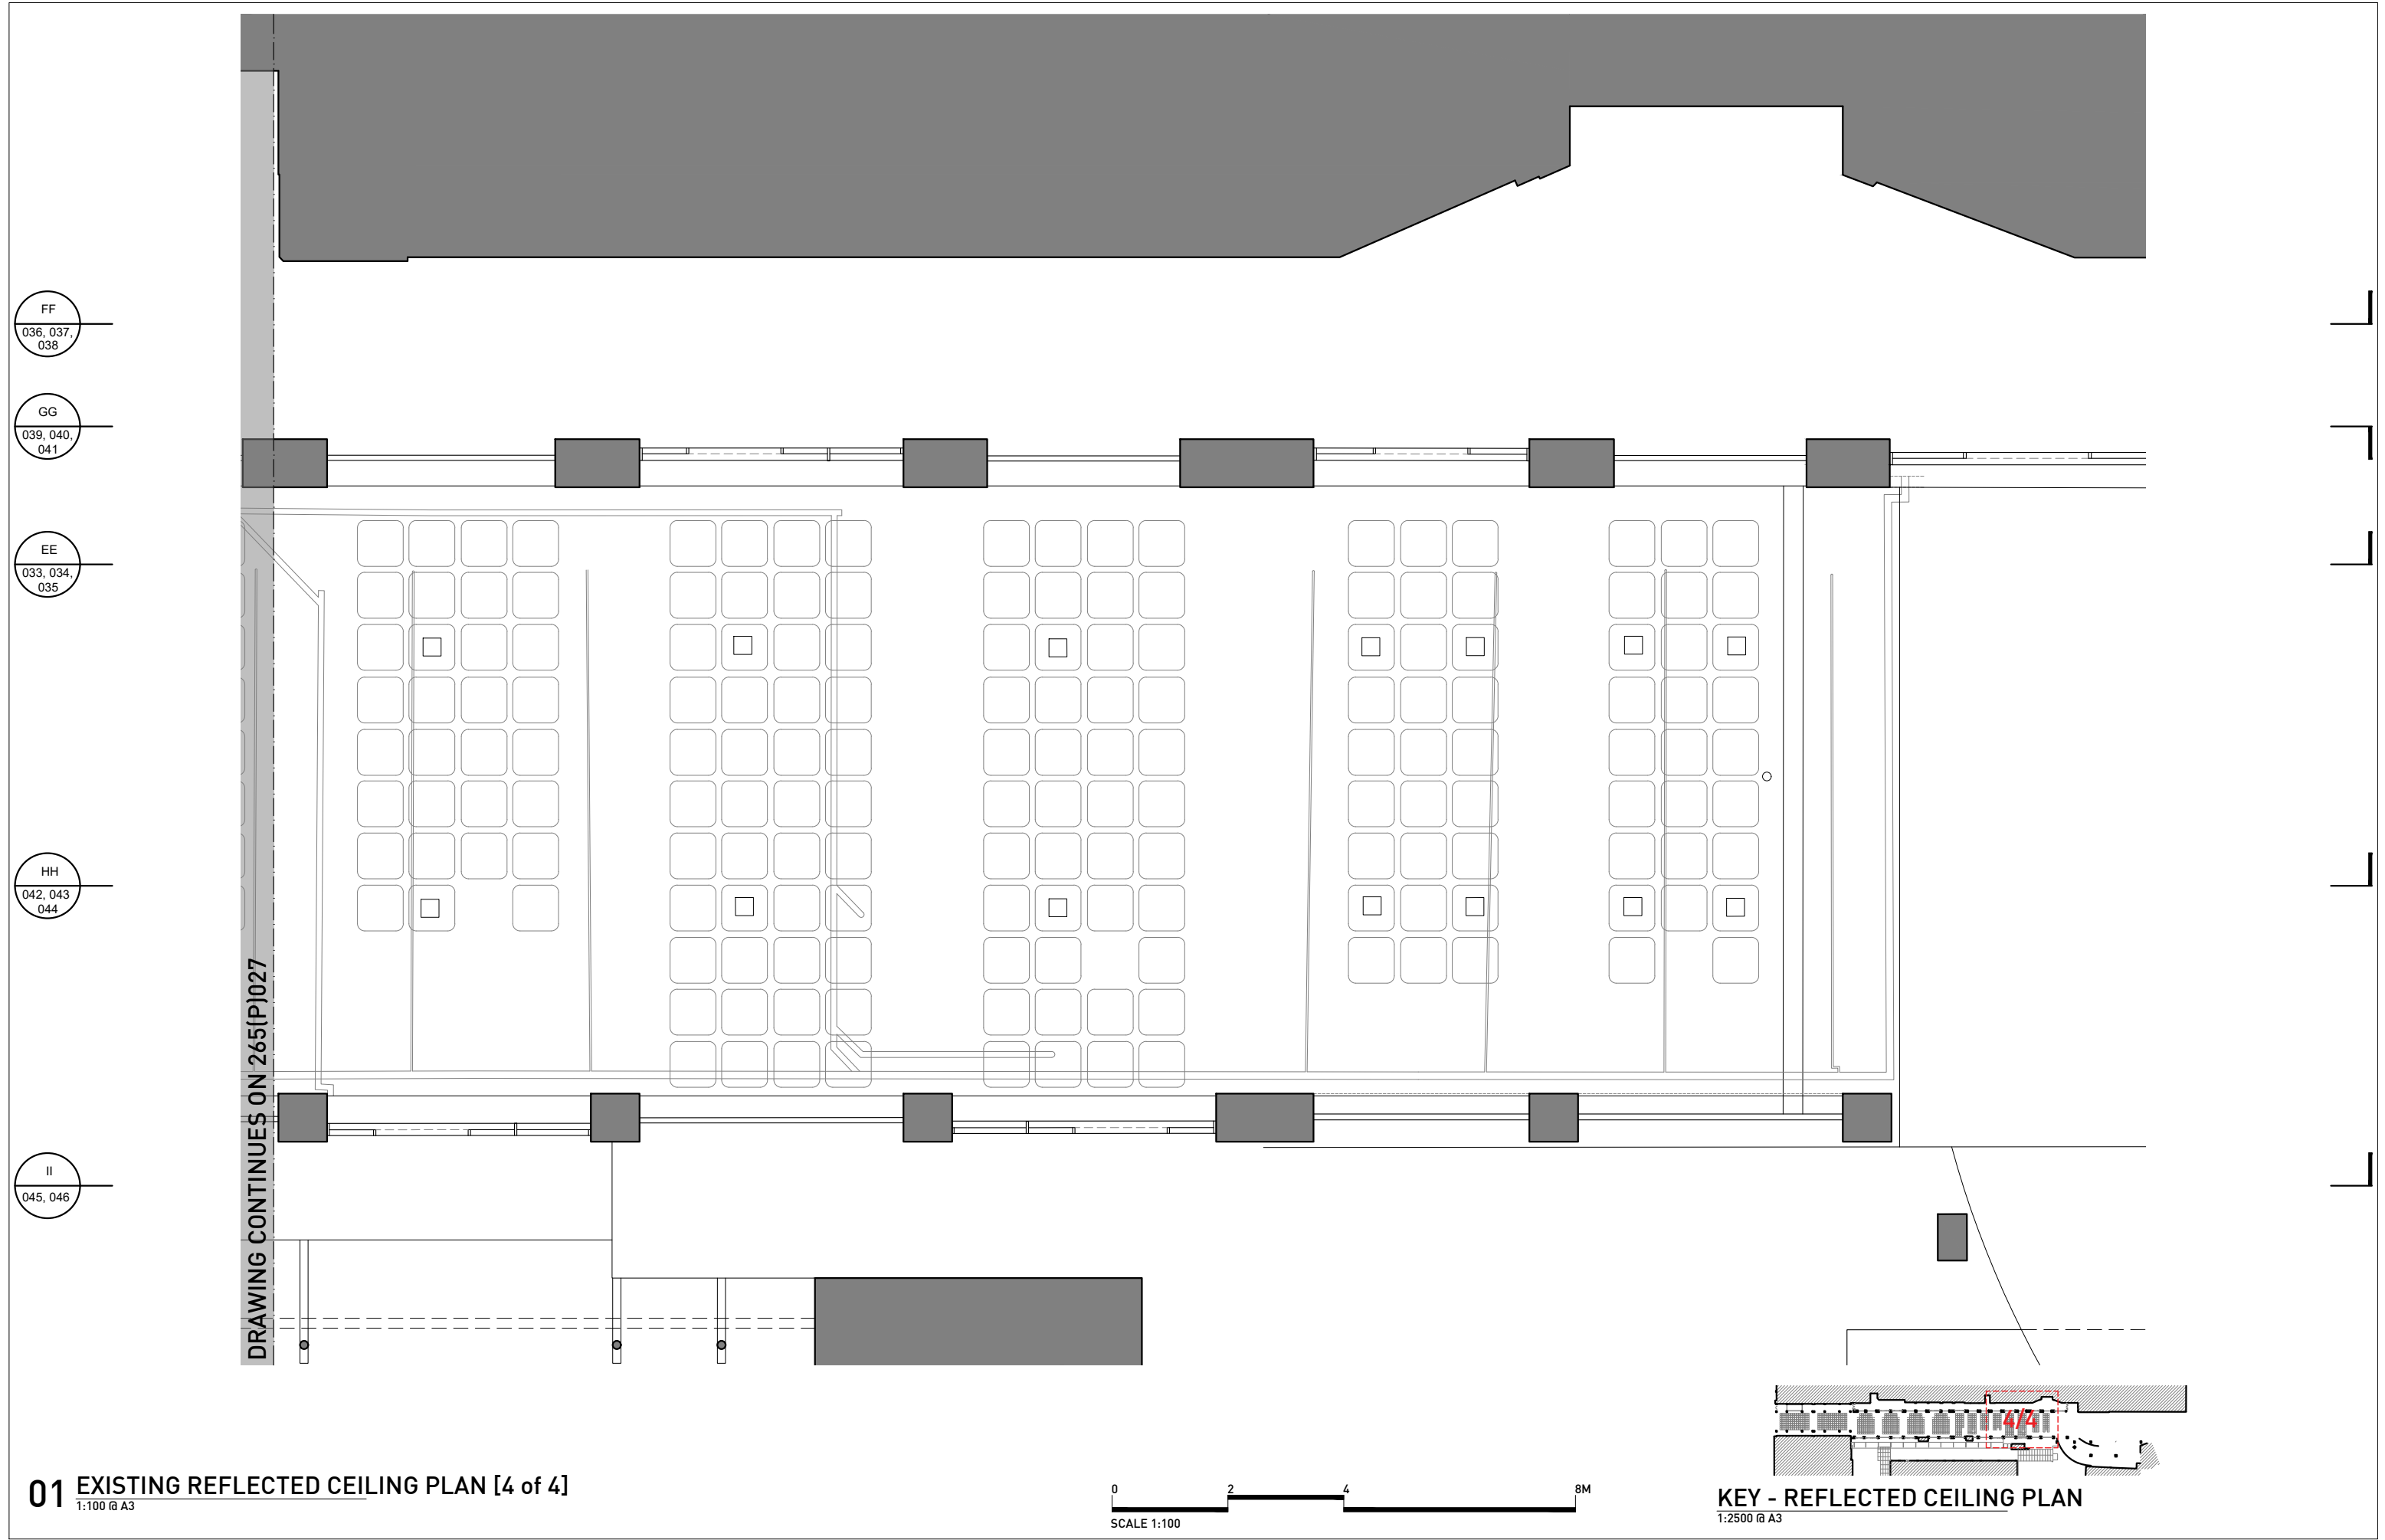 FF
036, 037,
038
GG
039, 040,
041
EE
033, 034,
035
HH
042, 043
044
II
045, 046
DRAWING CONTINUES ON 265(P)027
01 EXISTING REFLECTED CEILING PLAN [4 of 4]
1:100 @ A3
0 2 4 8M
SCALE 1:100
4/4
KEY - REFLECTED CEILING PLAN
1:2500 @ A3